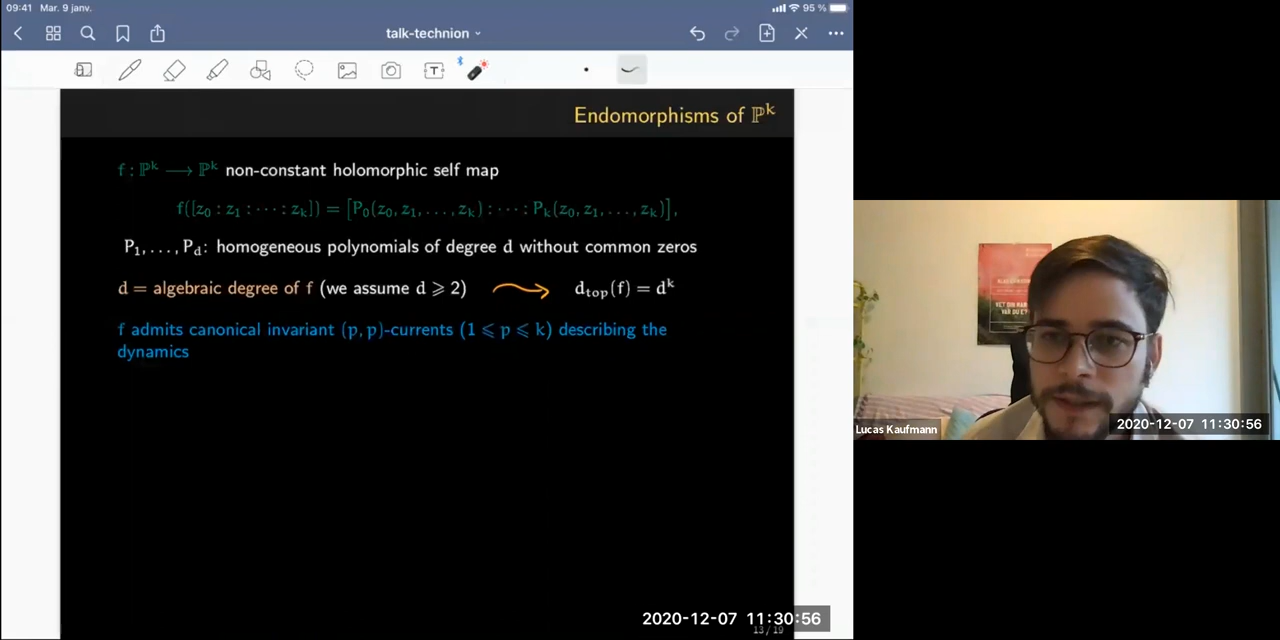 09:41 Mar. 9 janv.
95 %
talk-technion
T
Endomorphisms of ℙᵏ
f : ℙᵏ ⟶ ℙᵏ non-constant holomorphic self map
f([z₀ : z₁ : ⋯ : zₖ]) = [P₀(z₀, z₁, …, zₖ) : ⋯ : Pₖ(z₀, z₁, …, zₖ)],
P₁, …, P_d: homogeneous polynomials of degree d without common zeros
d = algebraic degree of f (we assume d ⩾ 2) d_top(f) = dᵏ
f admits canonical invariant (p, p)-currents (1 ⩽ p ⩽ k) describing the
dynamics
2020-12-07 11:30:56
13 / 19
Lucas Kaufmann
2020-12-07 11:30:56